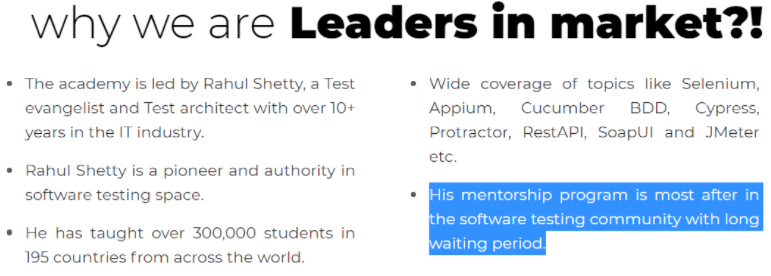 why we are Leaders in market?!
The academy is led by Rahul Shetty, a Test
evangelist and Test architect with over 10+
years in the IT industry.
Rahul Shetty is a pioneer and authority in
software testing space.
He has taught over 300,000 students in
195 countries from across the world.
Wide coverage of topics like Selenium,
Appium, Cucumber BDD, Cypress,
Protractor, RestAPI, SoapUI and JMeter
etc.
His mentorship program is most after in
the software testing community with long
waiting period.